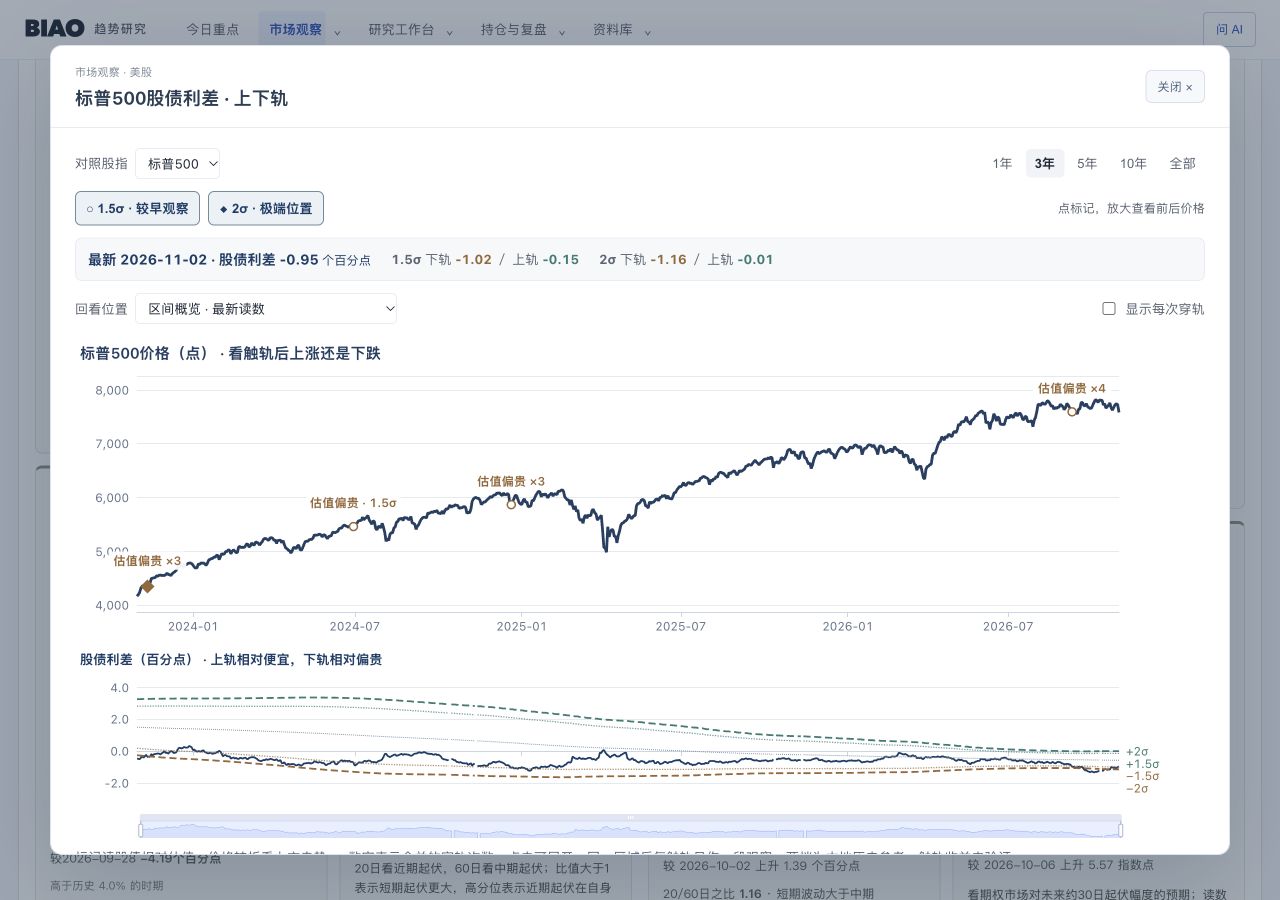 BIAO 趋势研究 今日重点 市场观察 研究工作台 持仓与复盘 资料库 问 AI
市场观察 · 美股
标普500股债利差 · 上下轨
关闭 ×
对照股指 标普500 1年 3年 5年 10年 全部
○ 1.5σ · 较早观察 ◆ 2σ · 极端位置 点标记，放大查看前后价格
最新 2026-11-02 · 股债利差 -0.95 个百分点 1.5σ 下轨 -1.02 / 上轨 -0.15 2σ 下轨 -1.16 / 上轨 -0.01
回看位置 区间概览 · 最新读数 显示每次穿轨
标普500价格（点） · 看触轨后上涨还是下跌
8,000
估值偏贵 ×4
7,000
估值偏贵 ×3
6,000
估值偏贵 · 1.5σ
5,000
估值偏贵 ×3
4,000
2024-01 2024-07 2025-01 2025-07 2026-01 2026-07
股债利差（百分点） · 上轨相对便宜，下轨相对偏贵
4.0
2.0
0.0
-2.0
+2σ
+1.5σ
−1.5σ
−2σ
较2026-09-28 -4.19个百分点
高于历史 4.0% 的时期
20日看近期起伏，60日看中期起伏；比值大于1
表示短期起伏更大，高分位表示近期起伏在自身
较 2026-10-02 上升 1.39 个百分点
20/60日之比 1.16 · 短期波动大于中期
较 2026-10-06 上升 5.57 指数点
看期权市场对未来约30日起伏幅度的预期；读数